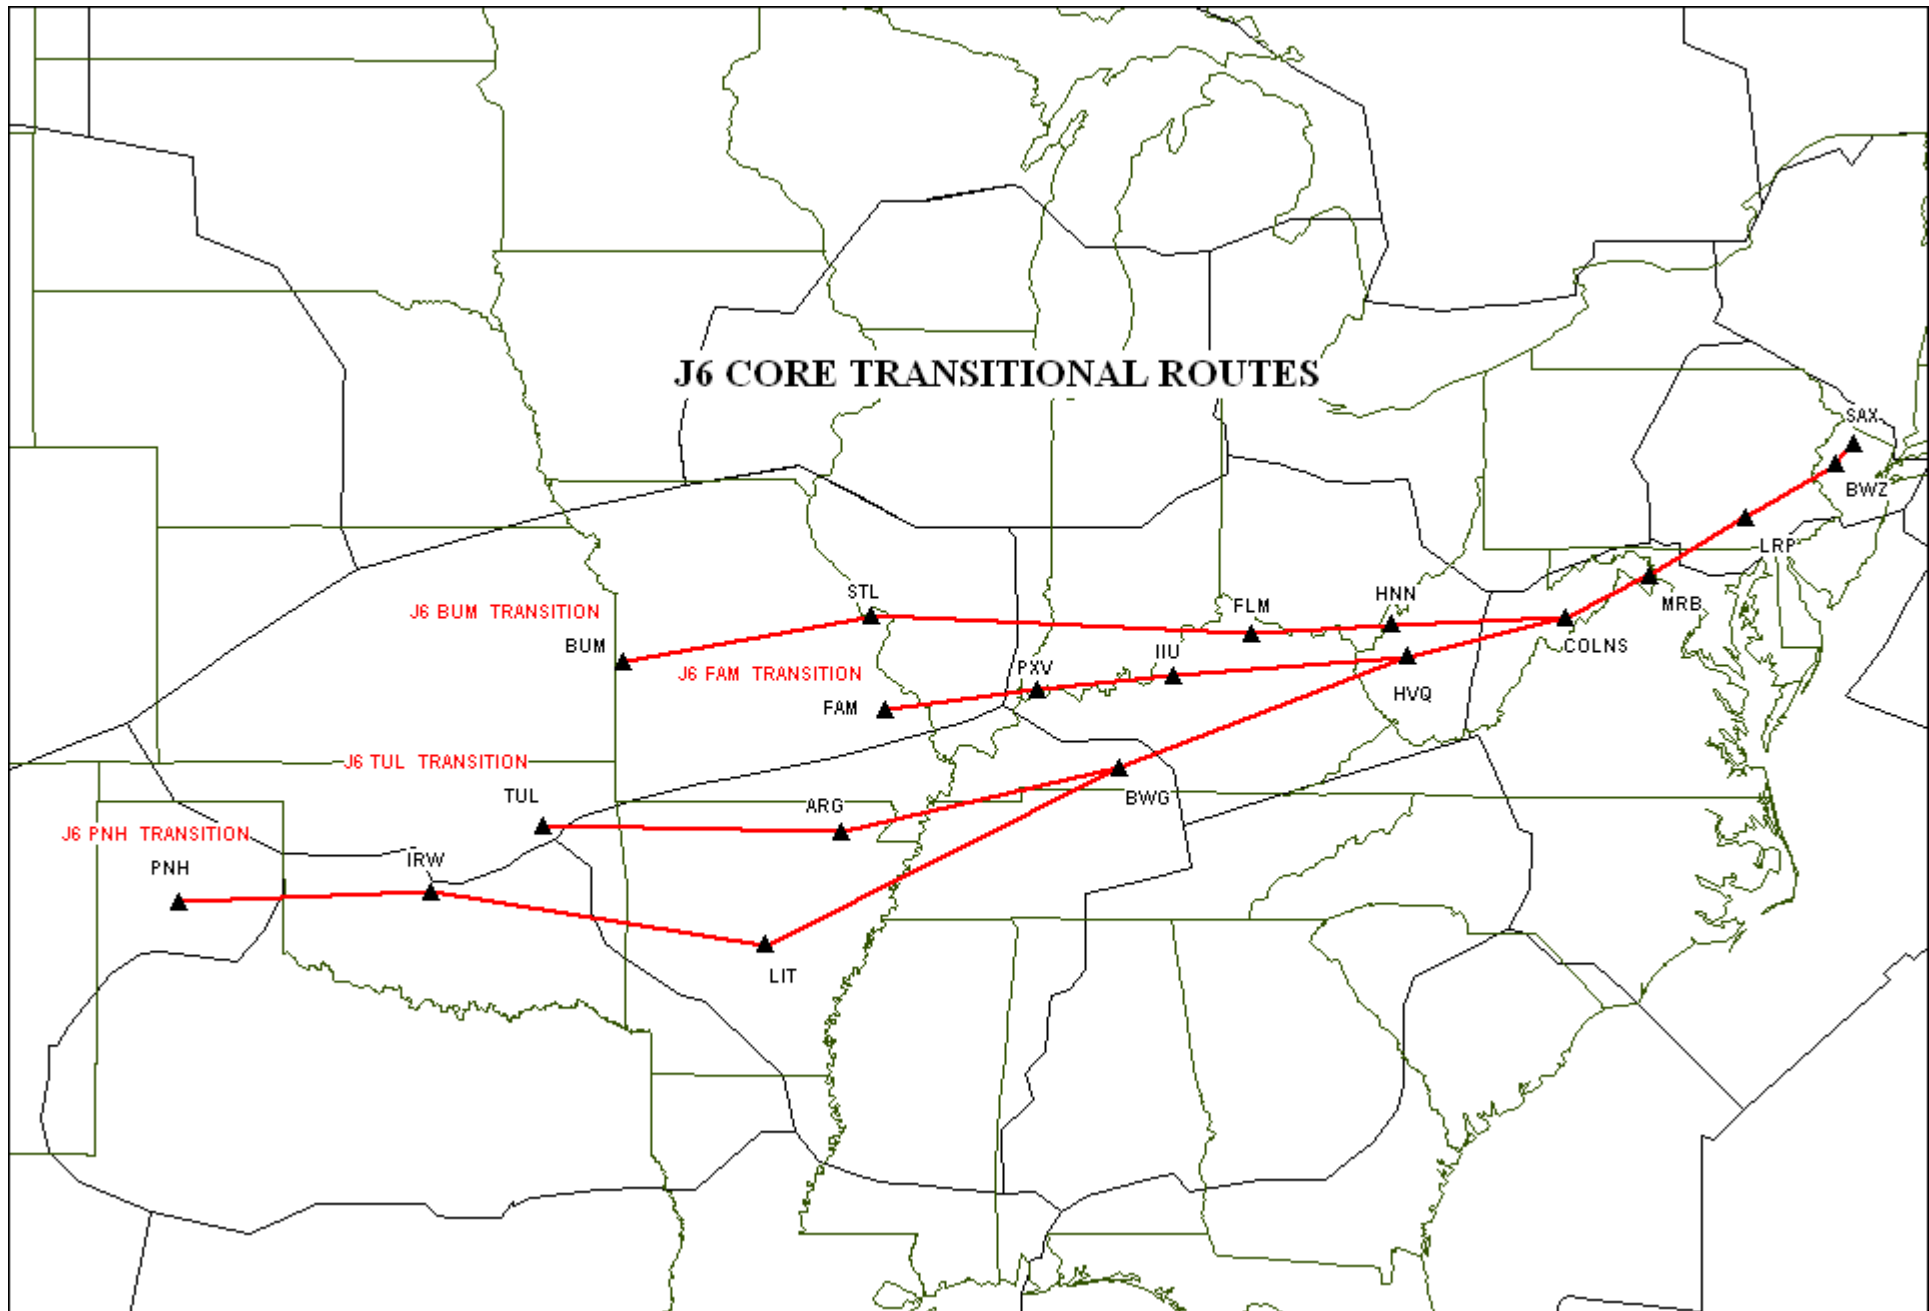 J6 CORE TRANSITIONAL ROUTES
SAX
BWZ
LRP
MRB
COLNS
HNN
FLM
STL
J6 BUM TRANSITION
BUM
J6 FAM TRANSITION
PXV
IIU
HVQ
FAM
J6 TUL TRANSITION
TUL
ARG
BWG
J6 PNH TRANSITION
PNH
IRW
LIT